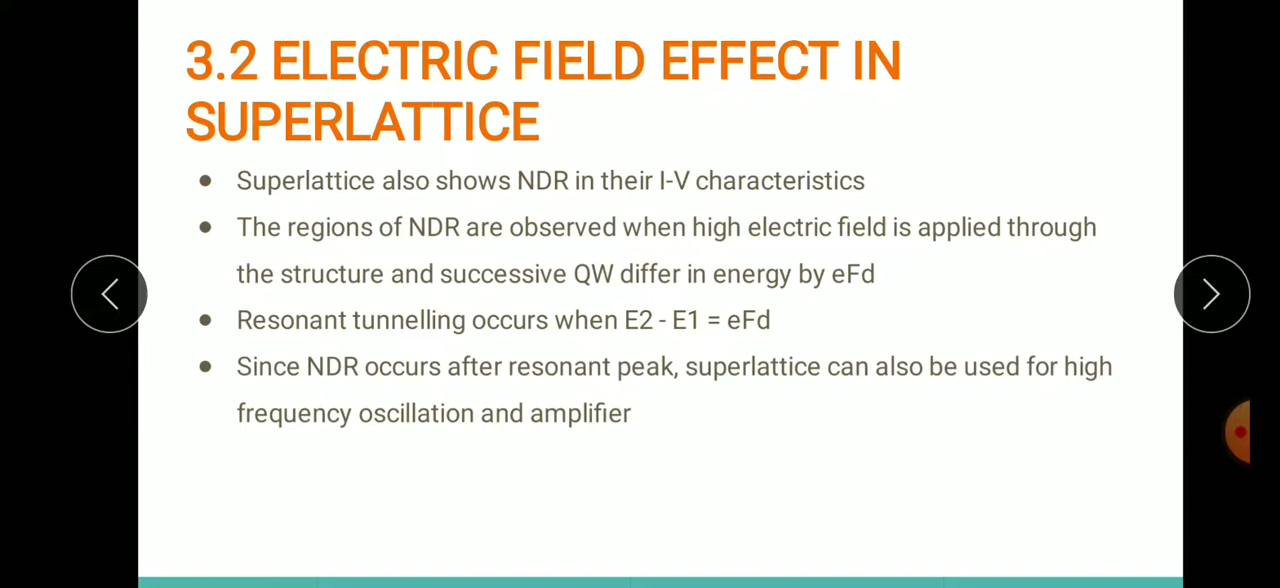 3.2 ELECTRIC FIELD EFFECT IN
SUPERLATTICE
● Superlattice also shows NDR in their I-V characteristics
● The regions of NDR are observed when high electric field is applied through
the structure and successive QW differ in energy by eFd
● Resonant tunnelling occurs when E2 - E1 = eFd
● Since NDR occurs after resonant peak, superlattice can also be used for high
frequency oscillation and amplifier